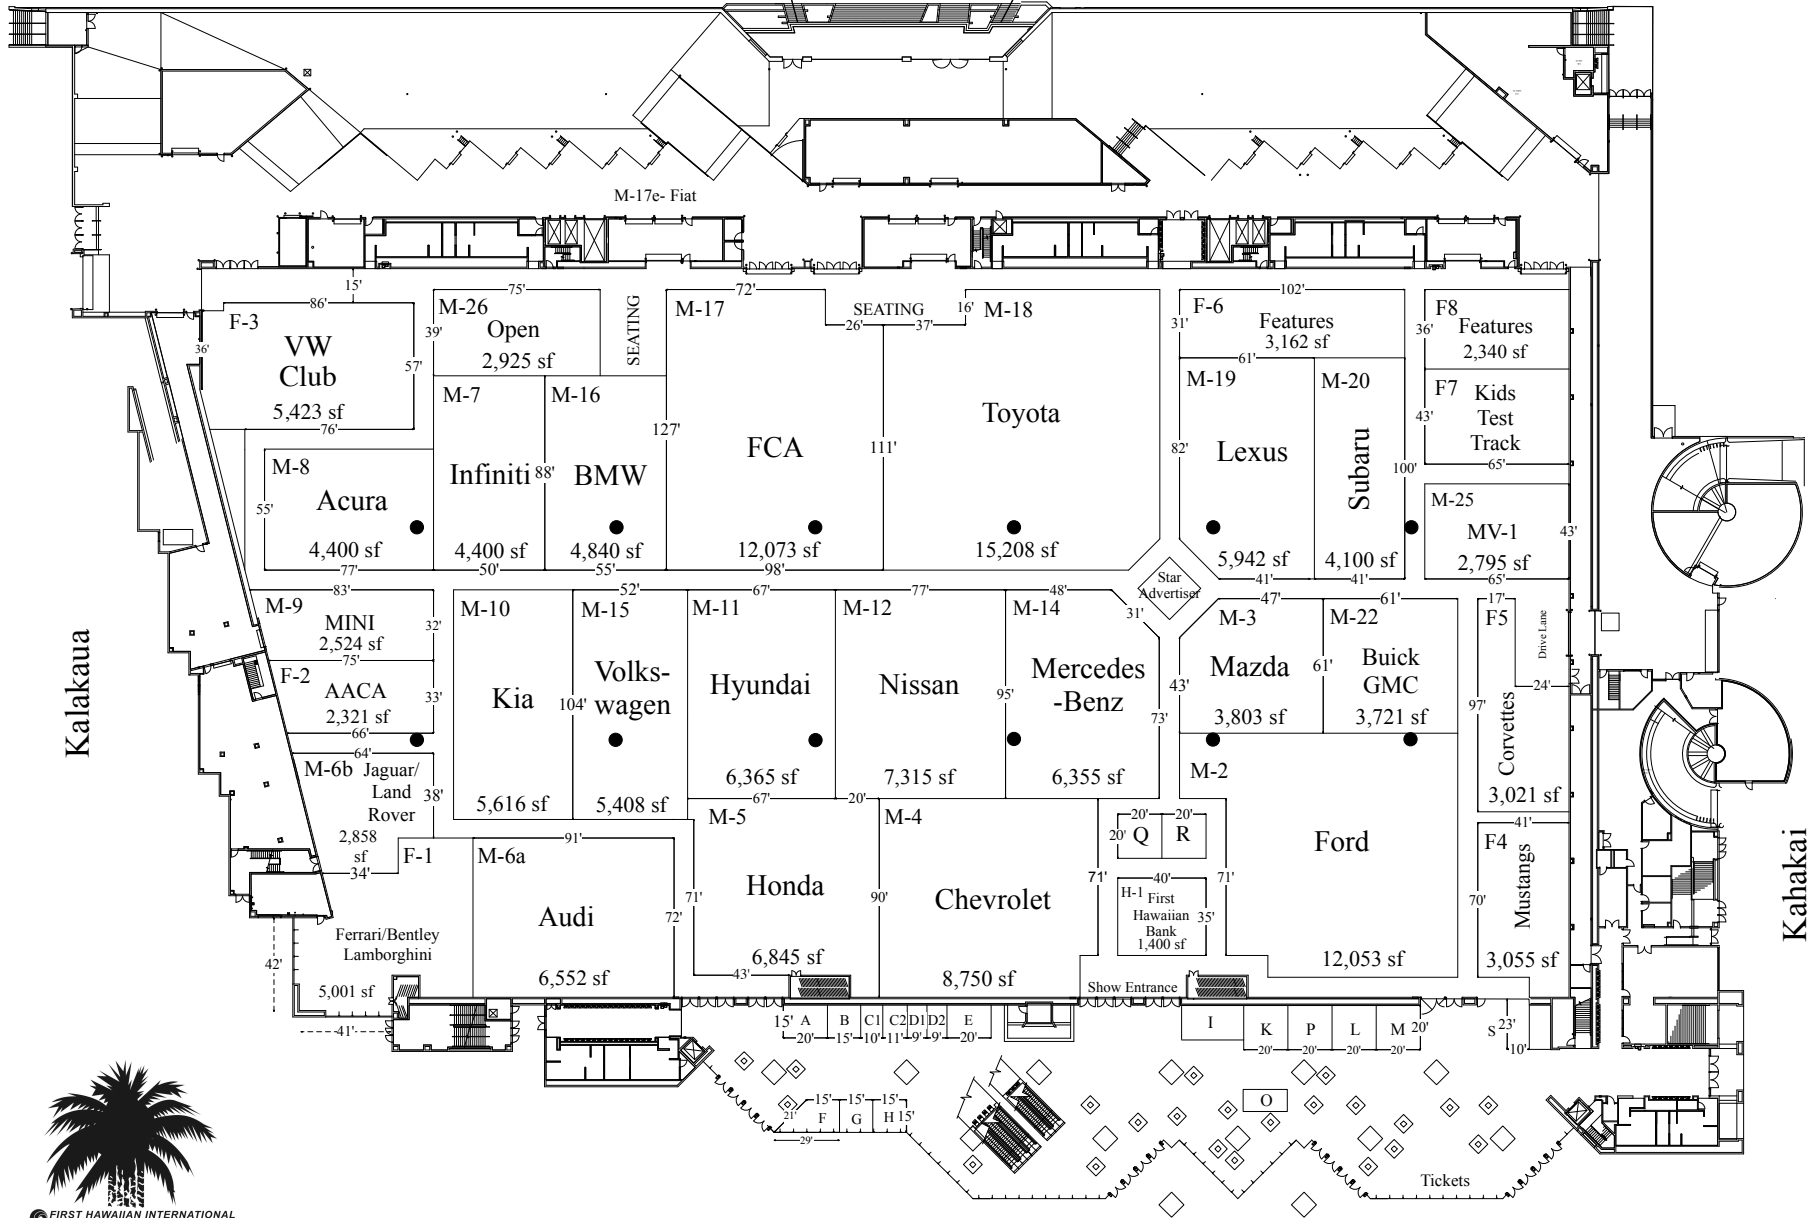 M-17e- Fiat
15'
86'
F-3
VW
Club
5,423 sf
36'
57'
76'
M-26
75'
Open
2,925 sf
39'
SEATING
M-17
72'
FCA
12,073 sf
127'
98'
SEATING
26'
37'
16'
M-18
Toyota
15,208 sf
111'
77'
F-6
102'
Features
3,162 sf
31'
61'
F8
Features
2,340 sf
36'
F7
Kids
Test
Track
43'
65'
M-8
Acura
4,400 sf
55'
77'
M-7
Infiniti
4,400 sf
88'
50'
M-16
BMW
4,840 sf
55'
M-19
Lexus
5,942 sf
82'
41'
M-20
Subaru
4,100 sf
100'
41'
M-25
MV-1
2,795 sf
43'
65'
Star
Advertiser
Kalakaua
M-9
83'
MINI
2,524 sf
32'
75'
F-2
AACA
2,321 sf
33'
66'
64'
M-6b
Jaguar/
Land
Rover
2,858
sf
38'
34'
M-10
Kia
5,616 sf
104'
52'
M-15
Volks-
wagen
5,408 sf
67'
M-11
Hyundai
6,365 sf
67'
M-12
Nissan
7,315 sf
95'
20'
48'
M-14
Mercedes
-Benz
6,355 sf
31'
73'
47'
M-3
Mazda
3,803 sf
43'
61'
61'
M-22
Buick
GMC
3,721 sf
17'
F5
Corvettes
3,021 sf
97'
24'
Drive Lane
F4
41'
Mustangs
3,055 sf
70'
M-2
Ford
12,053 sf
71'
F-1
Ferrari/Bentley
Lamborghini
5,001 sf
42'
41'
M-6a
91'
Audi
6,552 sf
72'
M-5
Honda
6,845 sf
71'
43'
90'
M-4
Chevrolet
8,750 sf
71'
20'
20'
20'
Q
R
40'
H-1
First
Hawaiian
Bank
1,400 sf
35'
Show Entrance
Kahakai
15'
A
B
C1
C2
D1
D2
E
20'
15'
10'
11'
9'
9'
20'
I
K
P
L
M
20'
20'
20'
20'
20'
S
23'
10'
15'
15'
15'
21'
F
G
H
15'
29'
O
Tickets
FIRST HAWAIIAN INTERNATIONAL